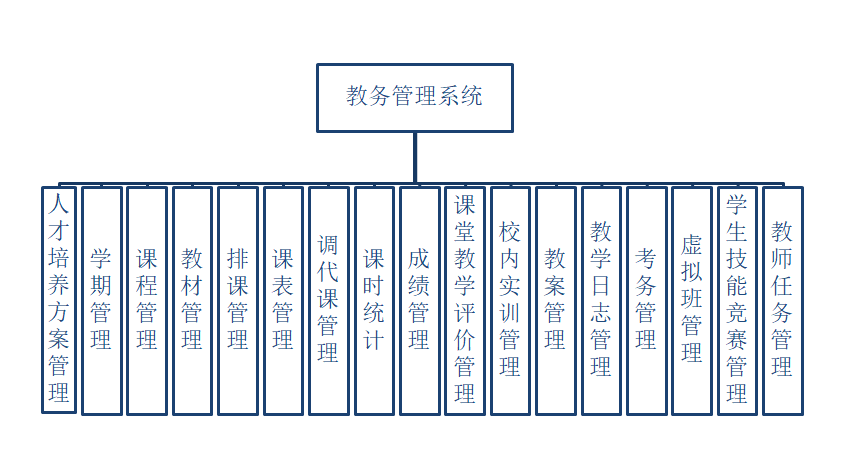 教务管理系统
人才培养方案管理
学期管理
课程管理
教材管理
排课管理
课表管理
调代课管理
课时统计
成绩管理
课堂教学评价管理
校内实训管理
教案管理
教学日志管理
考务管理
虚拟班管理
学生技能竞赛管理
教师任务管理